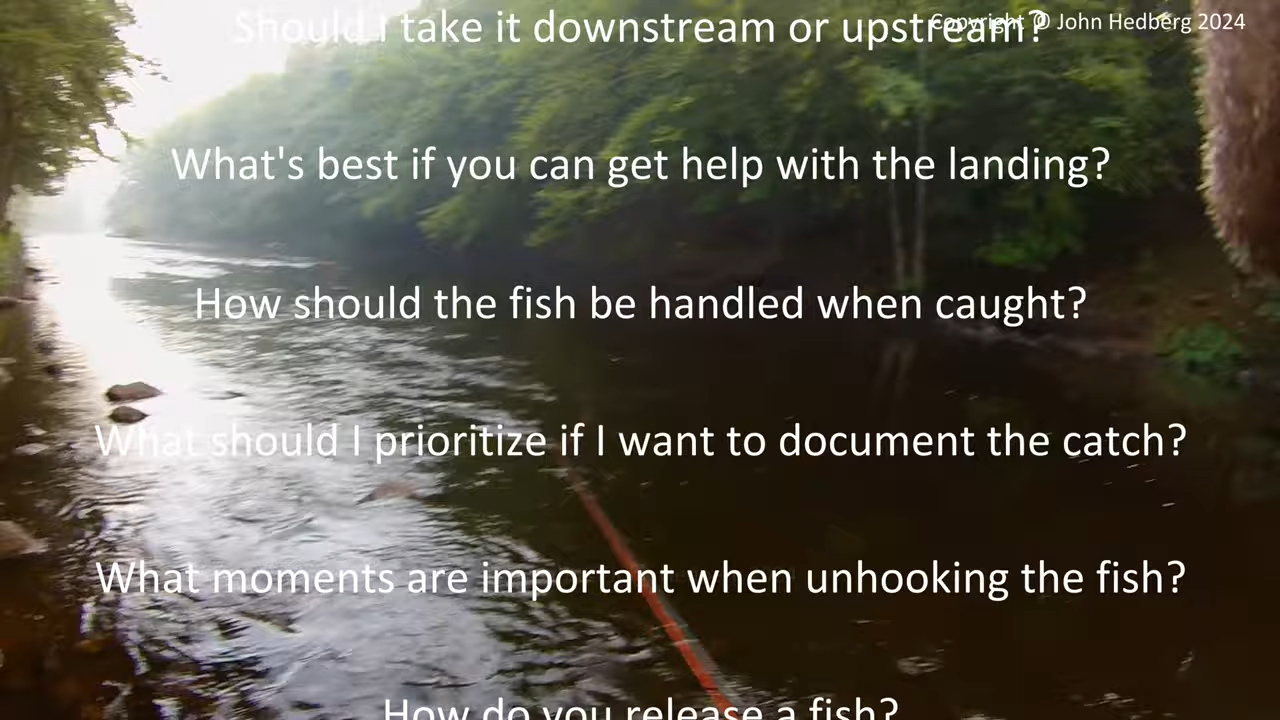 Should I take it downstream or upstream?
Copyright © John Hedberg 2024
What's best if you can get help with the landing?
How should the fish be handled when caught?
What should I prioritize if I want to document the catch?
What moments are important when unhooking the fish?
How do you release a fish?